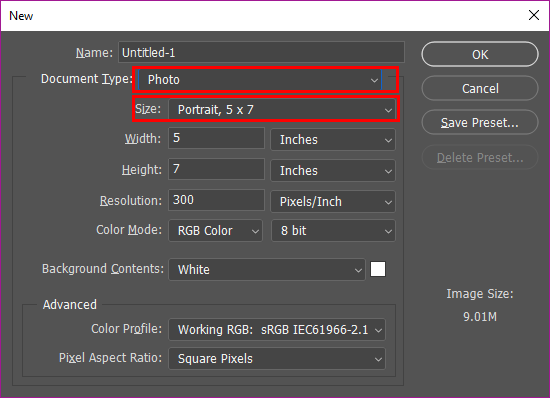 New
Name: Untitled-1
OK
Document Type: Photo
Cancel
Size: Portrait, 5 x 7
Save Preset...
Width: 5 Inches
Delete Preset...
Height: 7 Inches
Resolution: 300 Pixels/Inch
Color Mode: RGB Color 8 bit
Background Contents: White
Image Size:
9.01M
Advanced
Color Profile: Working RGB: sRGB IEC61966-2.1
Pixel Aspect Ratio: Square Pixels